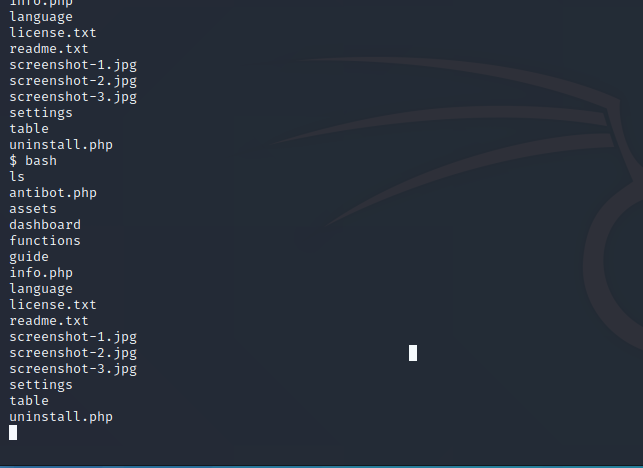 info.php
language
license.txt
readme.txt
screenshot-1.jpg
screenshot-2.jpg
screenshot-3.jpg
settings
table
uninstall.php
$ bash
ls
antibot.php
assets
dashboard
functions
guide
info.php
language
license.txt
readme.txt
screenshot-1.jpg
screenshot-2.jpg
screenshot-3.jpg
settings
table
uninstall.php